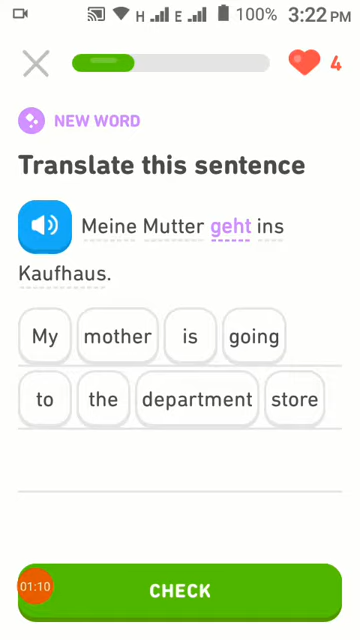 H E 100% 3:22 PM
4
NEW WORD
Translate this sentence
Meine Mutter geht ins
Kaufhaus.
My mother is going
to the department store
01:10 CHECK